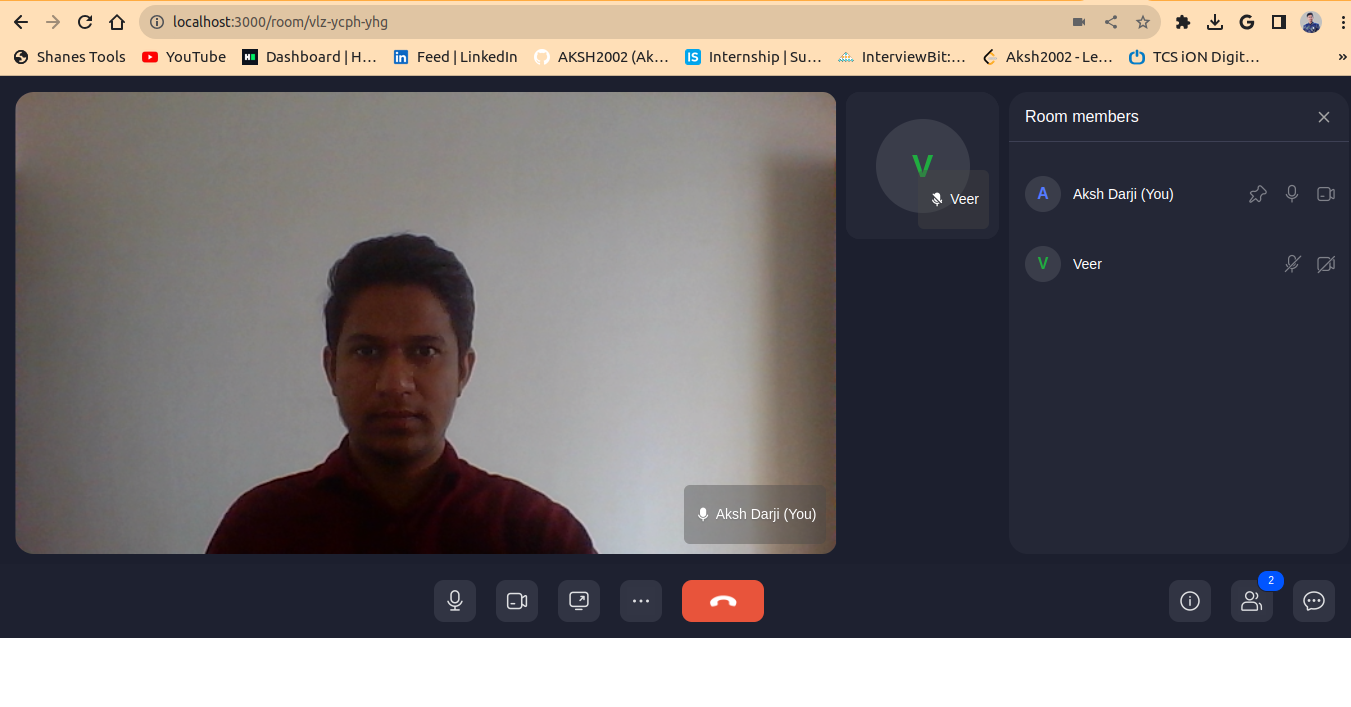 localhost:3000/room/vlz-ycph-yhg
Shanes Tools YouTube Dashboard | H... Feed | LinkedIn AKSH2002 (Ak... Internship | Su... InterviewBit:... Aksh2002 - Le... TCS iON Digit... »
Room members
V
Veer
A Aksh Darji (You)
V Veer
Aksh Darji (You)
2